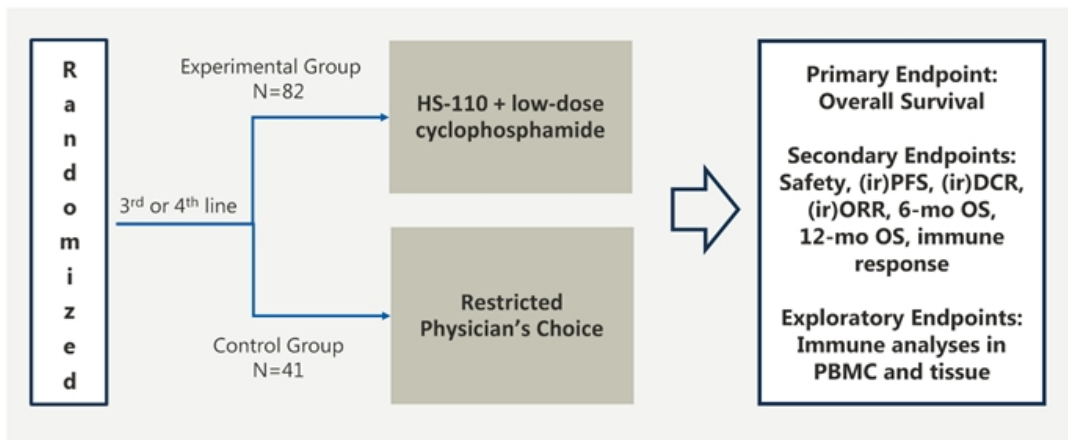 Randomized
3rd or 4th line
Experimental Group
N=82
HS-110 + low-dose
cyclophosphamide
Control Group
N=41
Restricted
Physician's Choice
Primary Endpoint:
Overall Survival
Secondary Endpoints:
Safety, (ir)PFS, (ir)DCR,
(ir)ORR, 6-mo OS,
12-mo OS, immune
response
Exploratory Endpoints:
Immune analyses in
PBMC and tissue